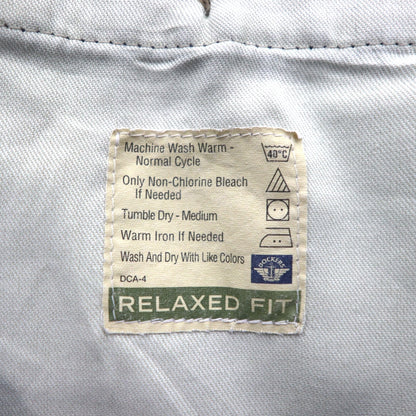 Machine Wash Warm -
Normal Cycle
40°C
Only Non-Chlorine Bleach
If Needed
Tumble Dry - Medium
Warm Iron If Needed
Wash And Dry With Like Colors
DOCKERS
DCA-4
RELAXED FIT